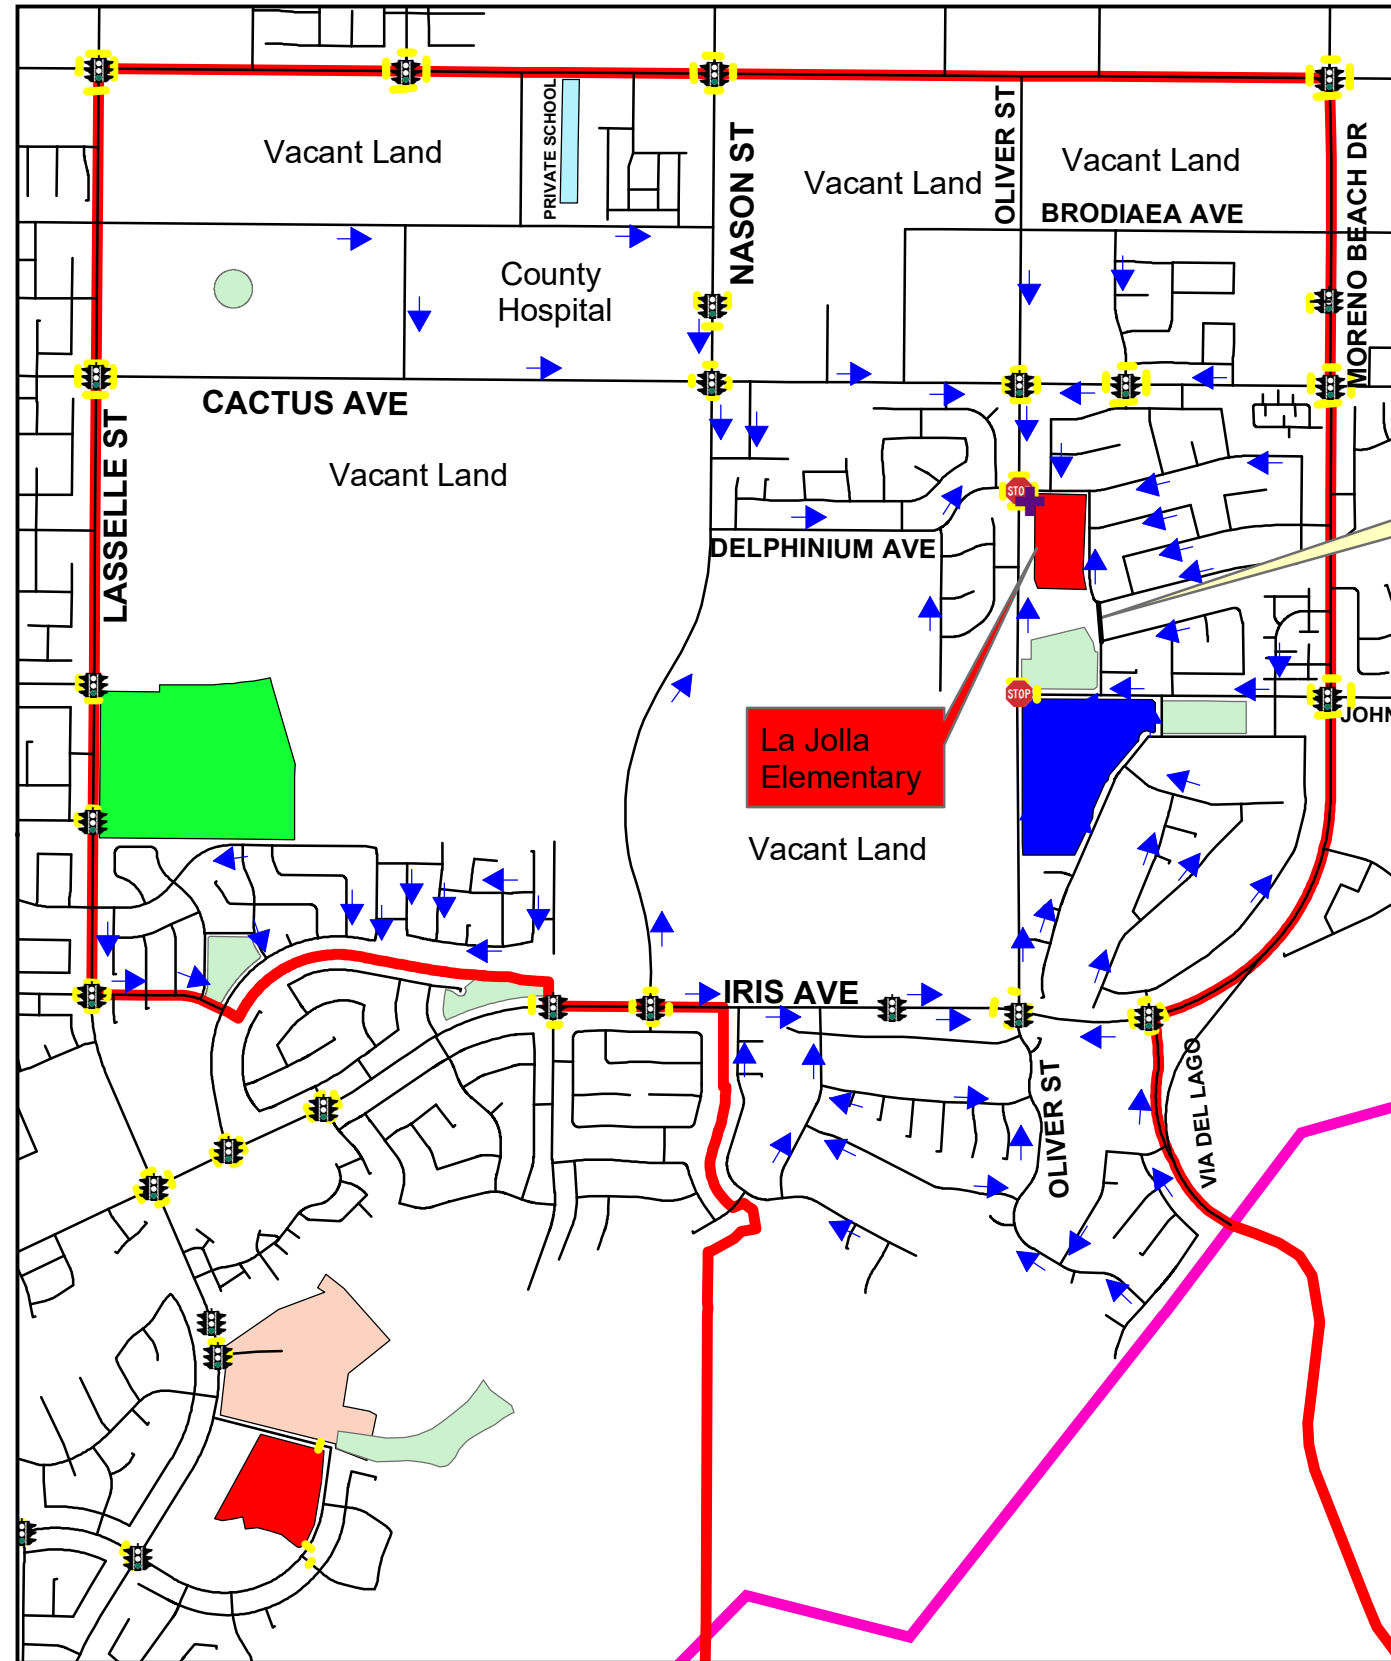 Vacant Land
PRIVATE SCHOOL
NASON ST
Vacant Land
OLIVER ST
Vacant Land
BRODIAEA AVE
MORENO BEACH DR
County
Hospital
CACTUS AVE
LASSELLE ST
Vacant Land
STO
DELPHINIUM AVE
STOP
JOHN
La Jolla
Elementary
Vacant Land
IRIS AVE
OLIVER ST
VIA DEL LAGO